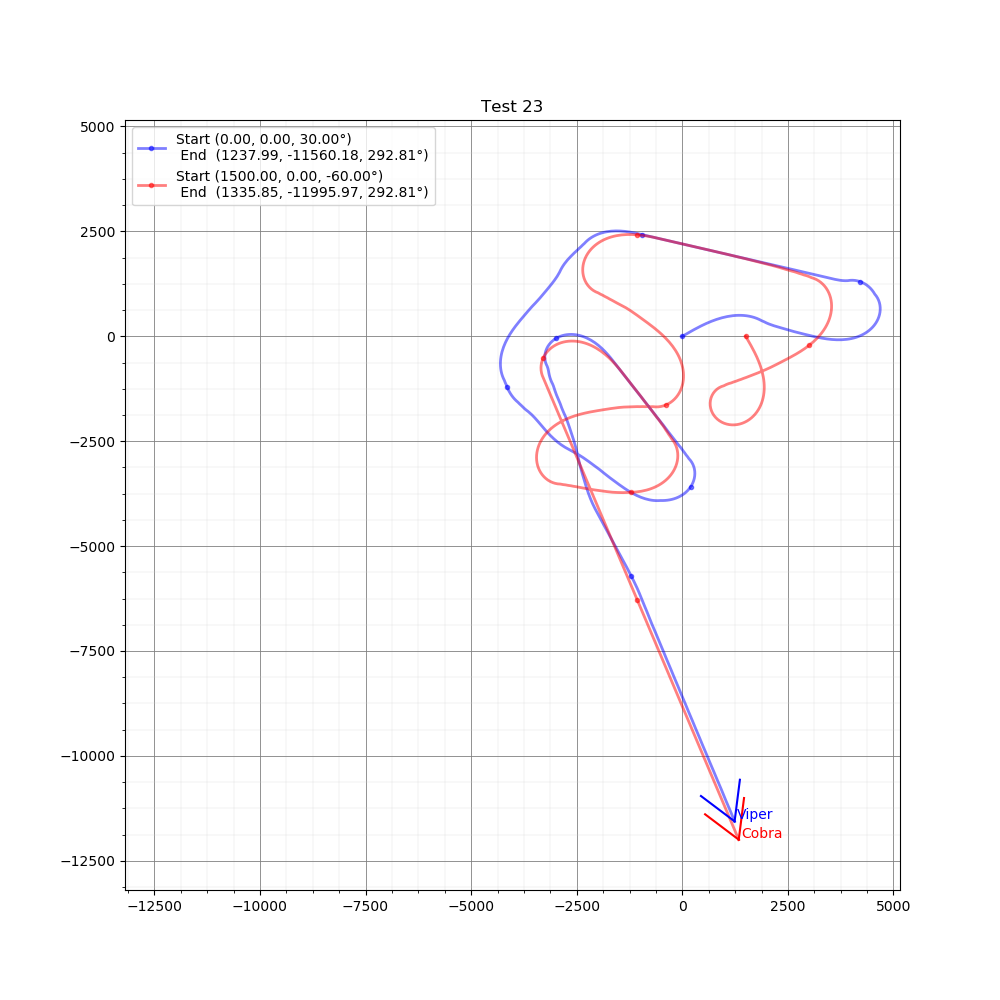 Test 23
Start (0.00, 0.00, 30.00°)
End  (1237.99, -11560.18, 292.81°)
Start (1500.00, 0.00, -60.00°)
End  (1335.85, -11995.97, 292.81°)
5000
2500
0
−2500
−5000
−7500
−10000
−12500
Viper
Cobra
−12500 −10000 −7500 −5000 −2500 0 2500 5000